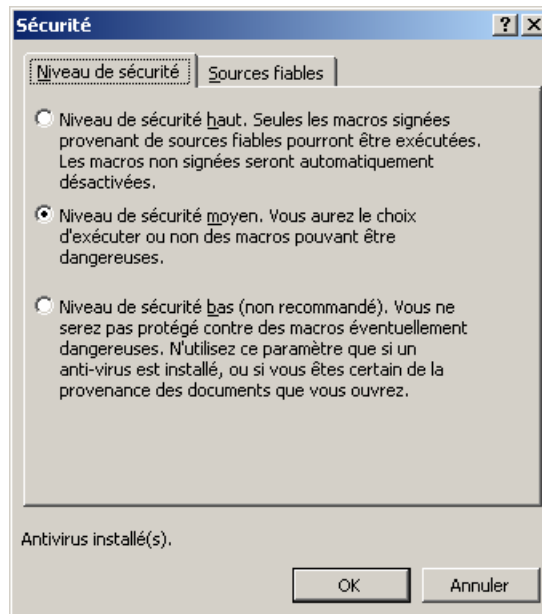 Sécurité
Niveau de sécurité
Sources fiables
Niveau de sécurité haut. Seules les macros signées
provenant de sources fiables pourront être exécutées.
Les macros non signées seront automatiquement
désactivées.
Niveau de sécurité moyen. Vous aurez le choix
d'exécuter ou non des macros pouvant être
dangereuses.
Niveau de sécurité bas (non recommandé). Vous ne
serez pas protégé contre des macros éventuellement
dangereuses. N'utilisez ce paramètre que si un
anti-virus est installé, ou si vous êtes certain de la
provenance des documents que vous ouvrez.
Antivirus installé(s).
OK
Annuler